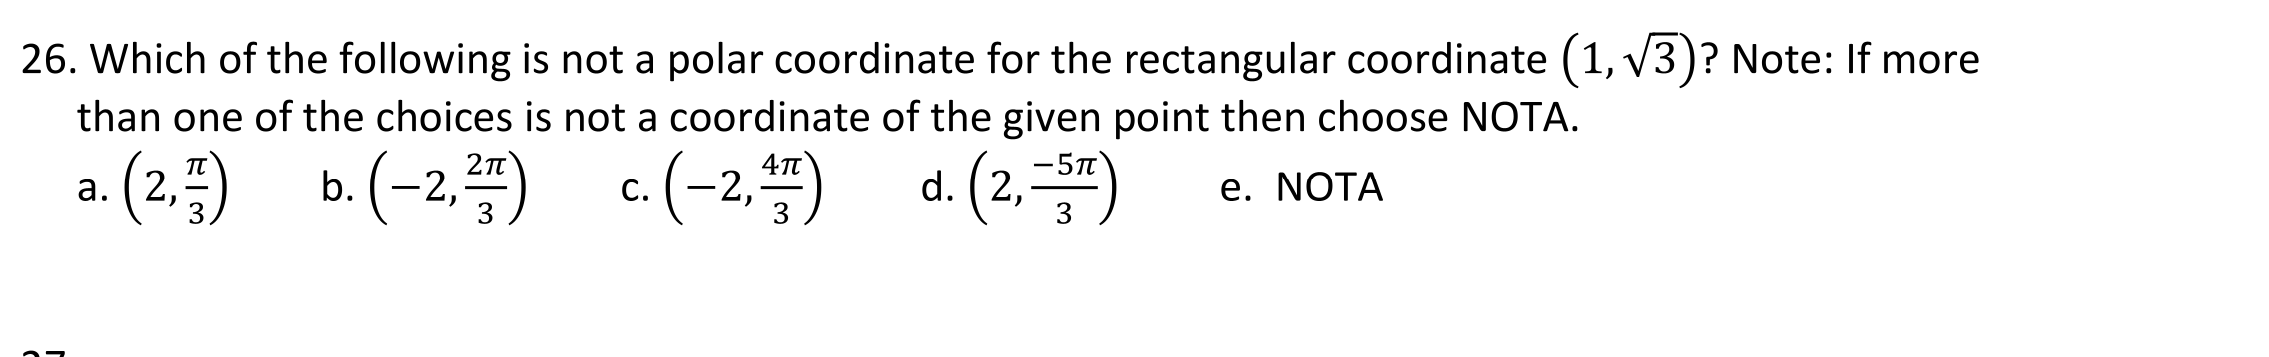 26. Which of the following is not a polar coordinate for the rectangular coordinate (1, √3)? Note: If more
than one of the choices is not a coordinate of the given point then choose NOTA.
a. (2, π/3) b. (−2, 2π/3) c. (−2, 4π/3) d. (2, −5π/3) e. NOTA